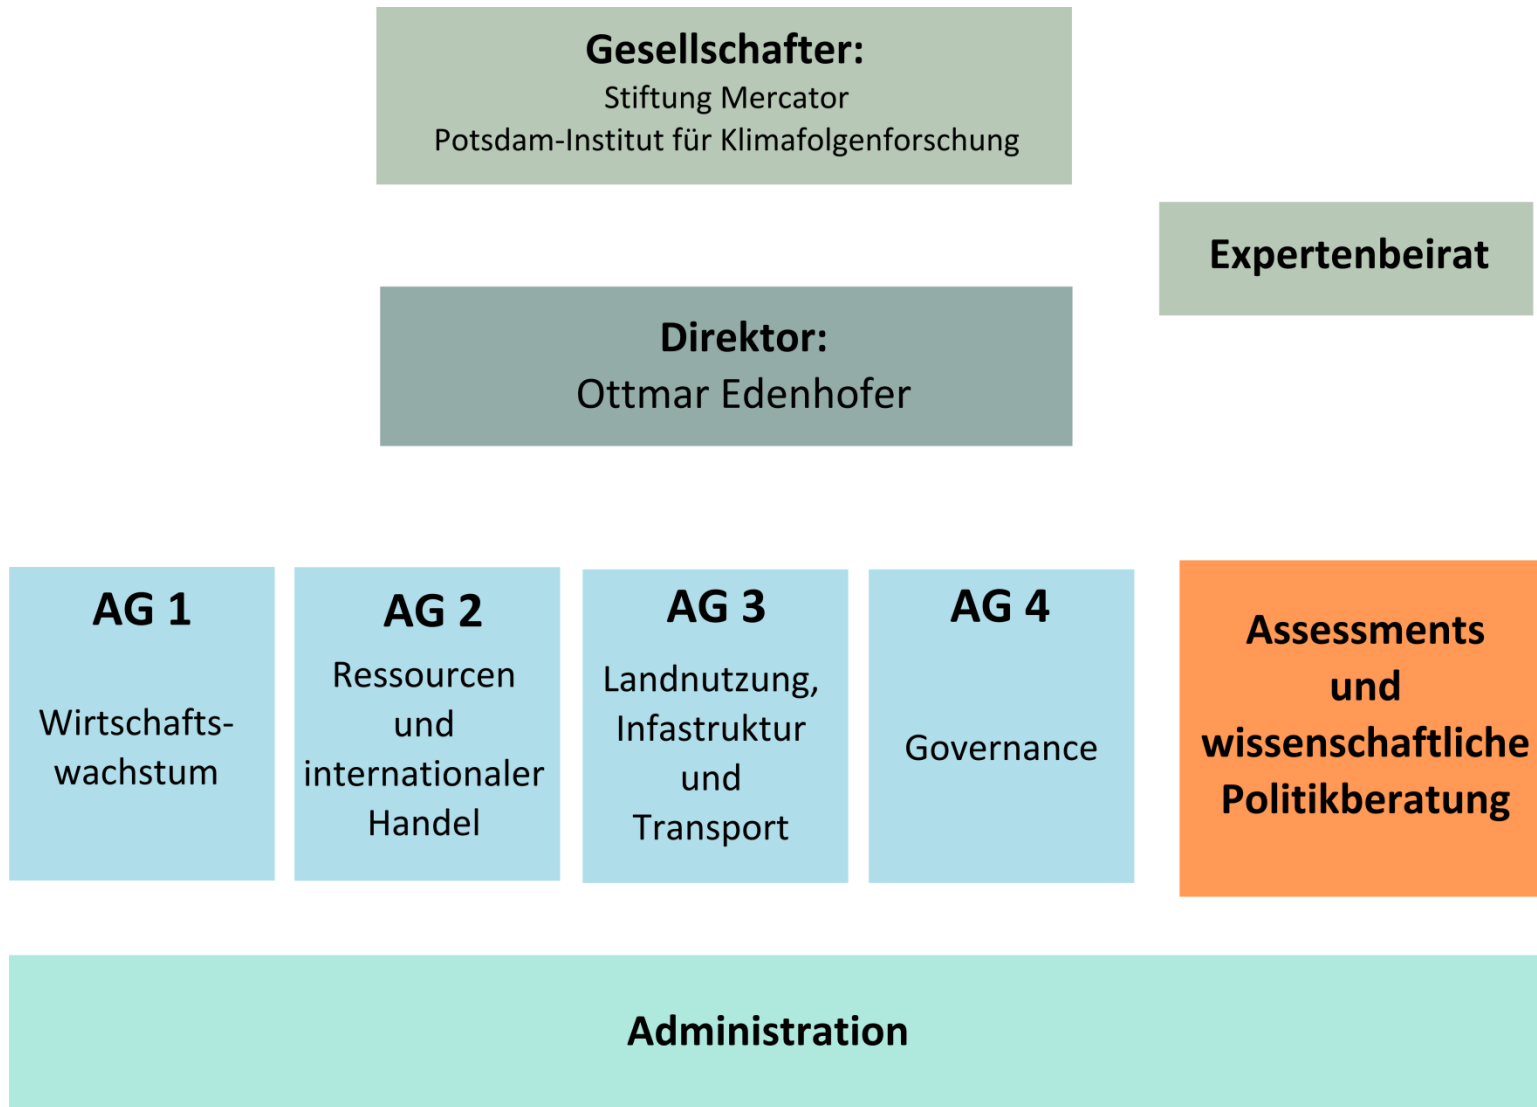 Gesellschafter:
Stiftung Mercator
Potsdam-Institut für Klimafolgenforschung
Expertenbeirat
Direktor:
Ottmar Edenhofer
AG 1
Wirtschafts-
wachstum
AG 2
Ressourcen
und
internationaler
Handel
AG 3
Landnutzung,
Infastruktur
und
Transport
AG 4
Governance
Assessments
und
wissenschaftliche
Politikberatung
Administration